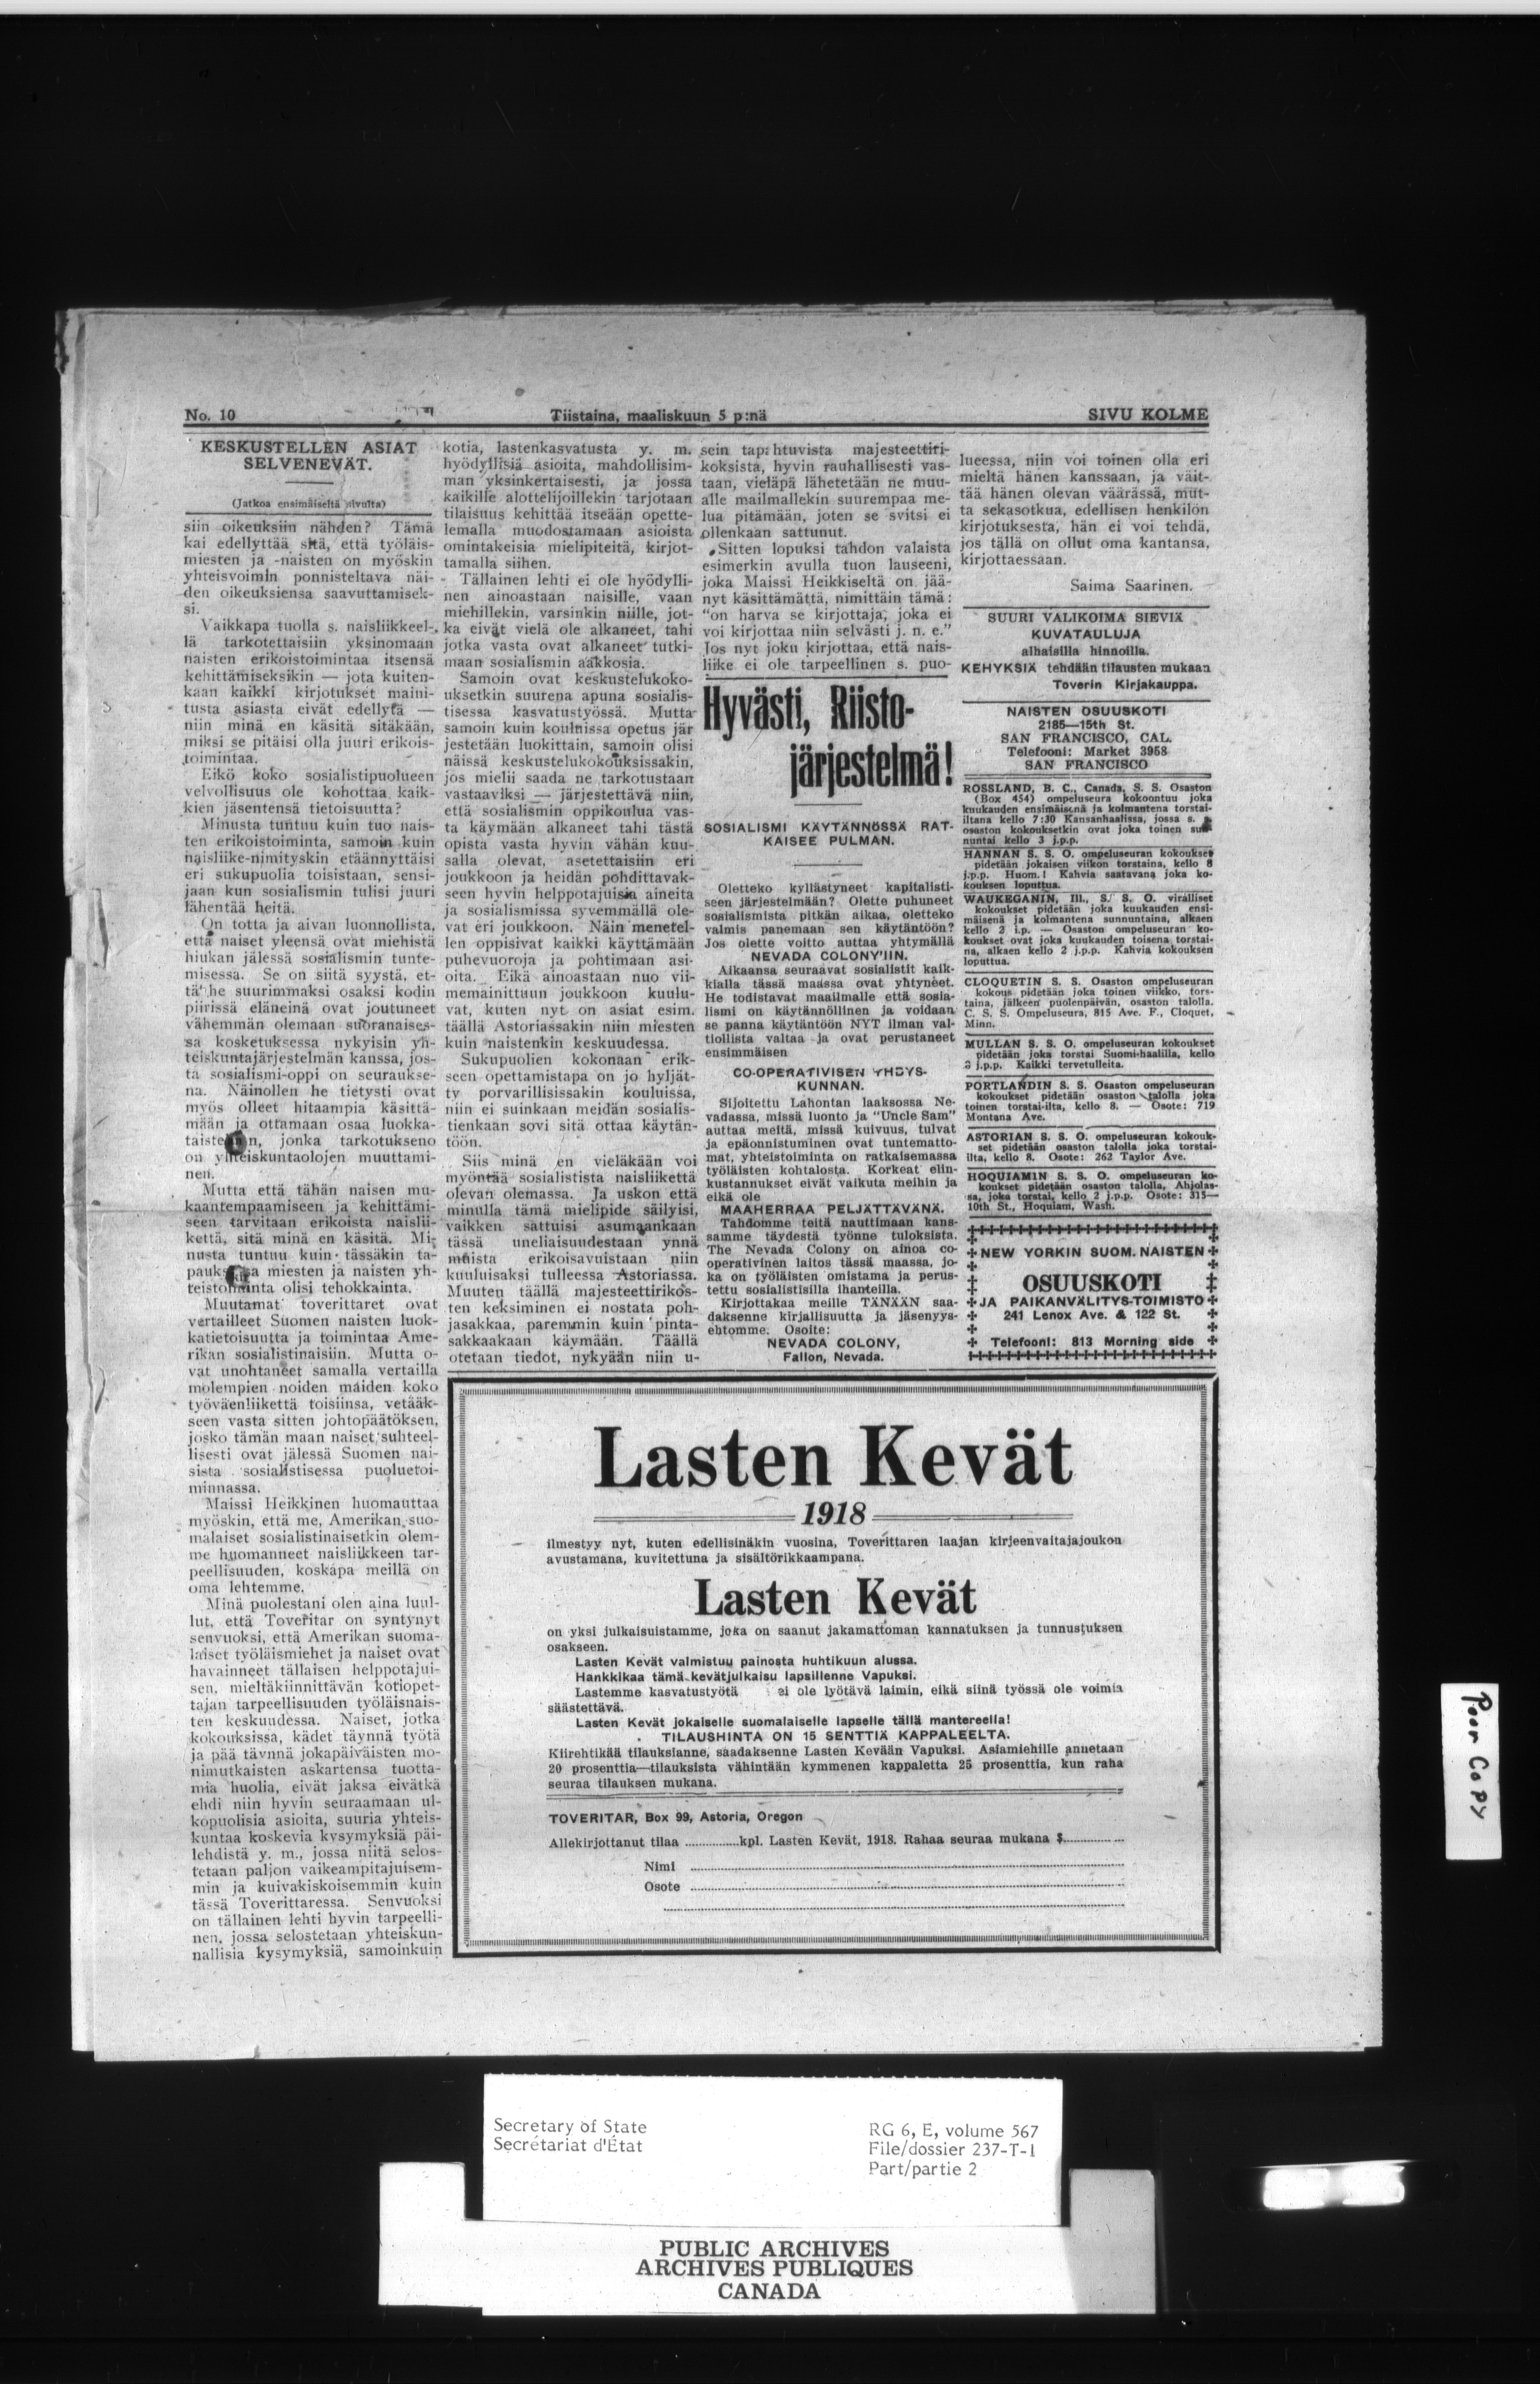 No. 10
Tiistaina, maaliskuun 5 p:nä
SIVU KOLME
KESKUSTELLEN ASIAT
SELVENEVÄT.
(Jatkoa ensimäiseltä sivulta)
siin oikeuksiin nähden? Tämä
kai edellyttää sitä, että työläis-
miesten ja -naisten on myöskin
yhteisvoimin ponnisteltava näi-
den oikeuksiensa saavuttamisek-
si.
Vaikkapa tuolla s. naisliikkeel-
lä tarkotettaisiin yksinomaan
naisten erikoistoimintaa itsensä
kehittämiseksikin — jota kuiten-
kaan kaikki kirjotukset maini-
tusta asiasta eivät edellytä —
niin minä en käsitä sitäkään,
miksi se pitäisi olla juuri erikois-
toimintaa.
Eikö koko sosialistipuolueen
velvollisuus ole kohottaa kaik-
kien jäsentensä tietoisuutta?
Minusta tuntuu kuin tuo nais-
ten erikoistoiminta, samoin kuin
naisliike-nimityskin etäännyttäisi
eri sukupuolia toisistaan, sensi-
jaan kun sosialismin tulisi juuri
lähentää heitä.
On totta ja aivan luonnollista,
että naiset yleensä ovat miehistä
hiukan jälessä sosialismin tunte-
misessa. Se on siitä syystä, et-
tä he suurimmaksi osaksi kodin
piirissä eläneinä ovat joutuneet
vähemmän olemaan suoranaises-
sa kosketuksessa nykyisin yh-
teiskuntajärjestelmän kanssa, jos-
ta sosialismi-oppi on seuraukse-
na. Näinollen he tietysti ovat
myös olleet hitaampia käsittä-
mään ja ottamaan osaa luokka-
jonka tarkotukseno
on yhteiskuntaolojen muuttami-
nen.
Mutta että tähän naisen mu-
kaantempaamiseen ja kehittämi-
seen tarvitaan erikoista naislii-
kettä, sitä minä en käsitä. Mi-
nusta tuntuu kuin tässäkin ta-
miesten ja naisten yh-
teistoiminta olisi tehokkainta.
Muutamat toverittaret ovat
vertailleet Suomen naisten luok-
katietoisuutta ja toimintaa Ame-
rikan sosialistinaisiin. Mutta o-
vat unohtaneet samalla vertailla
molempien noiden maiden koko
työväenliikettä toisiinsa, vetääk-
seen vasta sitten johtopäätöksen,
josko tämän maan naiset suhteel-
lisesti ovat jälessä Suomen nai-
sista sosialistisessa puoluetoi-
minnassa.
Maissi Heikkinen huomauttaa
myöskin, että me, Amerikan suo-
malaiset sosialistinaisetkin olem-
me huomanneet naisliikkeen tar-
peellisuuden, koskapa meillä on
oma lehtemme.
Minä puolestani olen aina luul-
lut, että Toveritar on syntynyt
senvuoksi, että Amerikan suoma-
laiset työläismiehet ja naiset ovat
havainneet tällaisen helppotajui-
sen, mieltäkiinnittävän kotiopet-
tajan tarpeellisuuden työläisnais-
ten keskuudessa. Naiset, jotka
kokouksissa, kädet täynnä työtä
ja pää täynnä jokapäiväisten mo-
nimutkaisten askartensa tuotta-
mia huolia, eivät jaksa eivätkä
ehdi niin hyvin seuraamaan ul-
kopuolisia asioita, suuria yhteis-
kuntaa koskevia kysymyksiä päi-
lehdistä y. m., jossa niitä selos-
tetaan paljon vaikeampitajuisem-
min ja kuivakiskoisemmin kuin
tässä Toverittaressa. Senvuoksi
on tällainen lehti hyvin tarpeelli-
nen, jossa selostetaan yhteiskun-
nallisia kysymyksiä, samoinkuin
kotia, lastenkasvatusta y. m.
hyödyllisiä asioita, mahdollisim-
man yksinkertaisesti, ja jossa
kaikille alottelijoillekin tarjotaan
tilaisuus kehittää itseään opette-
lemalla muodostamaan asioista
omintakeisia mielipiteitä, kirjot-
tamalla siihen.
Tällainen lehti ei ole hyödylli-
nen ainoastaan naisille, vaan
miehillekin, varsinkin niille, jot-
ka eivät vielä ole alkaneet, tahi
jotka vasta ovat alkaneet tutki-
maan sosialismin aakkosia.
Samoin ovat keskustelukoko-
uksetkin suurena apuna sosialis-
tisessa kasvatustyössä. Mutta
samoin kuin kouluissa opetus jär
jestetään luokittain, samoin olisi
näissä keskustelukokouksissakin,
jos mielii saada ne tarkotustaan
vastaaviksi — järjestettävä niin,
että sosialismin oppikoulua vas-
ta käymään alkaneet tahi tästä
opista vasta hyvin vähän kuu-
salla olevat, asetettaisiin eri
joukkoon ja heidän pohdittavak-
seen hyvin helppotajuisia aineita
ja sosialismissa syvemmällä ole-
vat eri joukkoon. Näin menetel-
len oppisivat kaikki käyttämään
puhevuoroja ja pohtimaan asi-
oita. Eikä ainoastaan nuo vii-
memainittuun joukkoon kuulu-
vat, kuten nyt on asiat esim.
täällä Astoriassakin niin miesten
kuin naistenkin keskuudessa.
Sukupuolien kokonaan erik-
seen opettamistapa on jo hyljät-
ty porvarillisissakin kouluissa,
niin ei suinkaan meidän sosialis-
tienkaan sovi sitä ottaa käytän-
töön.
Siis minä en vieläkään voi
myöntää sosialistista naisliikettä
olevan olemassa. Ja uskon että
minulla tämä mielipide säilyisi,
vaikken sattuisi asumaankaan
tässä uneliaisuudestaan ynnä
muista erikoisavuistaan niin
kuuluisaksi tulleessa Astoriassa.
Muuten täällä majesteettirikos-
ten keksiminen ei nostata poh-
jasakkaa, paremmin kuin pinta-
sakkaakaan käymään. Täällä
otetaan tiedot, nykyään niin u-
sein tapahtuvista majesteettiri-
koksista, hyvin rauhallisesti vas-
taan, vieläpä lähetetään ne muu-
alle mailmallekin suurempaa me-
lua pitämään, joten se svitsi ei
ollenkaan sattunut.
Sitten lopuksi tahdon valaista
esimerkin avulla tuon lauseeni,
joka Maissi Heikkiseltä on jää-
nyt käsittämättä, nimittäin tämä:
"on harva se kirjottaja, joka ei
voi kirjottaa niin selvästi j. n. e."
Jos nyt joku kirjottaa, että nais-
liike ei ole tarpeellinen s. puo-
Hyvästi, Riisto-
järjestelmä!
SOSIALISMI KÄYTÄNNÖSSÄ RAT-
KAISEE PULMAN.
Oletteko kyllästyneet kapitalisti-
seen järjestelmään? Olette puhuneet
sosialismista pitkän aikaa, oletteko
valmis panemaan sen käytäntöön?
Jos olette voitto auttaa yhtymällä
NEVADA COLONY'IIN.
Aikaansa seuraavat sosialistit kaik-
kialla tässä maassa ovat yhtyneet.
He todistavat maailmalle että sosia-
lismi on käytännöllinen ja voidaan
se panna käytäntöön NYT ilman val-
tiollista valtaa ja ovat perustaneet
ensimmäisen
CO-OPERATIVISEN YHDYS-
KUNNAN.
Sijoitettu Lahontan laaksossa Ne-
vadassa, missä luonto ja "Uncle Sam"
auttaa meitä, missä kuivuus, tulvat
ja epäonnistuminen ovat tuntematto-
mat, yhteistoiminta on ratkaisemassa
työläisten kohtalosta. Korkeat elin-
kustannukset eivät vaikuta meihin ja
eikä ole
MAAHERRAA PELJÄTTÄVÄNÄ.
Tahdomme teitä nauttimaan kans-
samme täydestä työnne tuloksista.
The Nevada Colony on ainoa co-
operativinen laitos tässä maassa, jo-
ka on työläisten omistama ja perus-
tettu sosialistisilla ihanteilla.
Kirjottakaa meille TÄNÄÄN saa-
daksenne kirjallisuutta ja jäsenyys-
ehtomme. Osoite:
NEVADA COLONY,
Fallon, Nevada.
lueessa, niin voi toinen olla eri
mieltä hänen kanssaan, ja väit-
tää hänen olevan väärässä, mut-
ta sekasotkua, edellisen henkilön
kirjotuksesta, hän ei voi tehdä,
jos tällä on ollut oma kantansa,
kirjottaessaan.
Saima Saarinen.
SUURI VALIKOIMA SIEVIÄ
KUVATAULUJA
alhaisilla hinnoilla.
KEHYKSIÄ tehdään tilausten mukaan
Toverin Kirjakauppa.
NAISTEN OSUUSKOTI
2185—15th St.
SAN FRANCISCO, CAL.
Telefooni: Market 3958
SAN FRANCISCO
ROSSLAND, B. C., Canada, S. S. Osaston
(Box 454) ompeluseura kokoontuu joka
kuukauden ensimäisenä ja kolmantena torstai-
iltana kello 7:30 Kansanhaalissa, jossa s. s.
osaston kokouksetkin ovat joka toinen sun-
nuntai kello 3 j.p.p.
HANNAN S. S. O. ompeluseuran kokoukset
pidetään jokaisen viikon torstaina, kello 8
j.p.p. Huom.! Kahvia saatavana joka ko-
kouksen loputtua.
WAUKEGANIN, Ill., S. S. O. viralliset
kokoukset pidetään joka kuukauden ensi-
mäisenä ja kolmantena sunnuntaina, alkaen
kello 2 i.p. — Osaston ompeluseuran ko-
koukset ovat joka kuukauden toisena torstai-
na, alkaen kello 2 j.p.p. Kahvia kokouksen
loputtua.
CLOQUETIN S. S. Osaston ompeluseuran
kokous pidetään joka toinen viikko, tors-
taina, jälkeen puolenpäivän, osaston talolla.
C. S. S. Ompeluseura, 815 Ave. F., Cloquet,
Minn.
MULLAN S. S. O. ompeluseuran kokoukset
pidetään joka torstai Suomi-haalilla, kello
2 j.p.p. Kaikki tervetulleita.
PORTLANDIN S. S. Osaston ompeluseuran
kokoukset pidetään osaston talolla joka
toinen torstai-ilta, kello 8. — Osote: 719
Montana Ave.
ASTORIAN S. S. O. ompeluseuran kokouk-
set pidetään osaston talolla joka torstai-
ilta, kello 8. Osote: 262 Taylor Ave.
HOQUIAMIN S. S. O. ompeluseuran ko-
koukset pidetään osaston talolla, Ahjolas-
sa, joka torstai, kello 2 j.p.p. Osote: 315—
10th St., Hoquiam, Wash.
NEW YORKIN SUOM. NAISTEN
OSUUSKOTI
JA PAIKANVÄLITYS-TOIMISTO
241 Lenox Ave. & 122 St.
Telefooni: 813 Morning side
Lasten Kevät
1918
ilmestyy nyt, kuten edellisinäkin vuosina, Toverittaren laajan kirjeenvaitajajoukon
avustamana, kuvitettuna ja sisältörikkaampana.
Lasten Kevät
on yksi julkaisuistamme, joka on saanut jakamattoman kannatuksen ja tunnustuksen
osakseen.
Lasten Kevät valmistuu painosta huhtikuun alussa.
Hankkikaa tämä kevätjulkaisu lapsillenne Vapuksi.
Lastemme kasvatustyötä ei ole lyötävä laimin, eikä siinä työssä ole voimia
säästettävä.
Lasten Kevät jokaiselle suomalaiselle lapselle tällä mantereella!
TILAUSHINTA ON 15 SENTTIÄ KAPPALEELTA.
Kiirehtikää tilauksianne, saadaksenne Lasten Kevään Vapuksi. Asiamiehille annetaan
20 prosenttia—tilauksista vähintään kymmenen kappaletta 25 prosenttia, kun raha
seuraa tilauksen mukana.
TOVERITAR, Box 99, Astoria, Oregon
Allekirjottanut tilaa ..............kpl. Lasten Kevät, 1918. Rahaa seuraa mukana $................
Nimi
Osote
Poor Copy
Secretary of State
Secrétariat d'État
RG 6, E, volume 567
File/dossier 237-T-1
Part/partie 2
PUBLIC ARCHIVES
ARCHIVES PUBLIQUES
CANADA